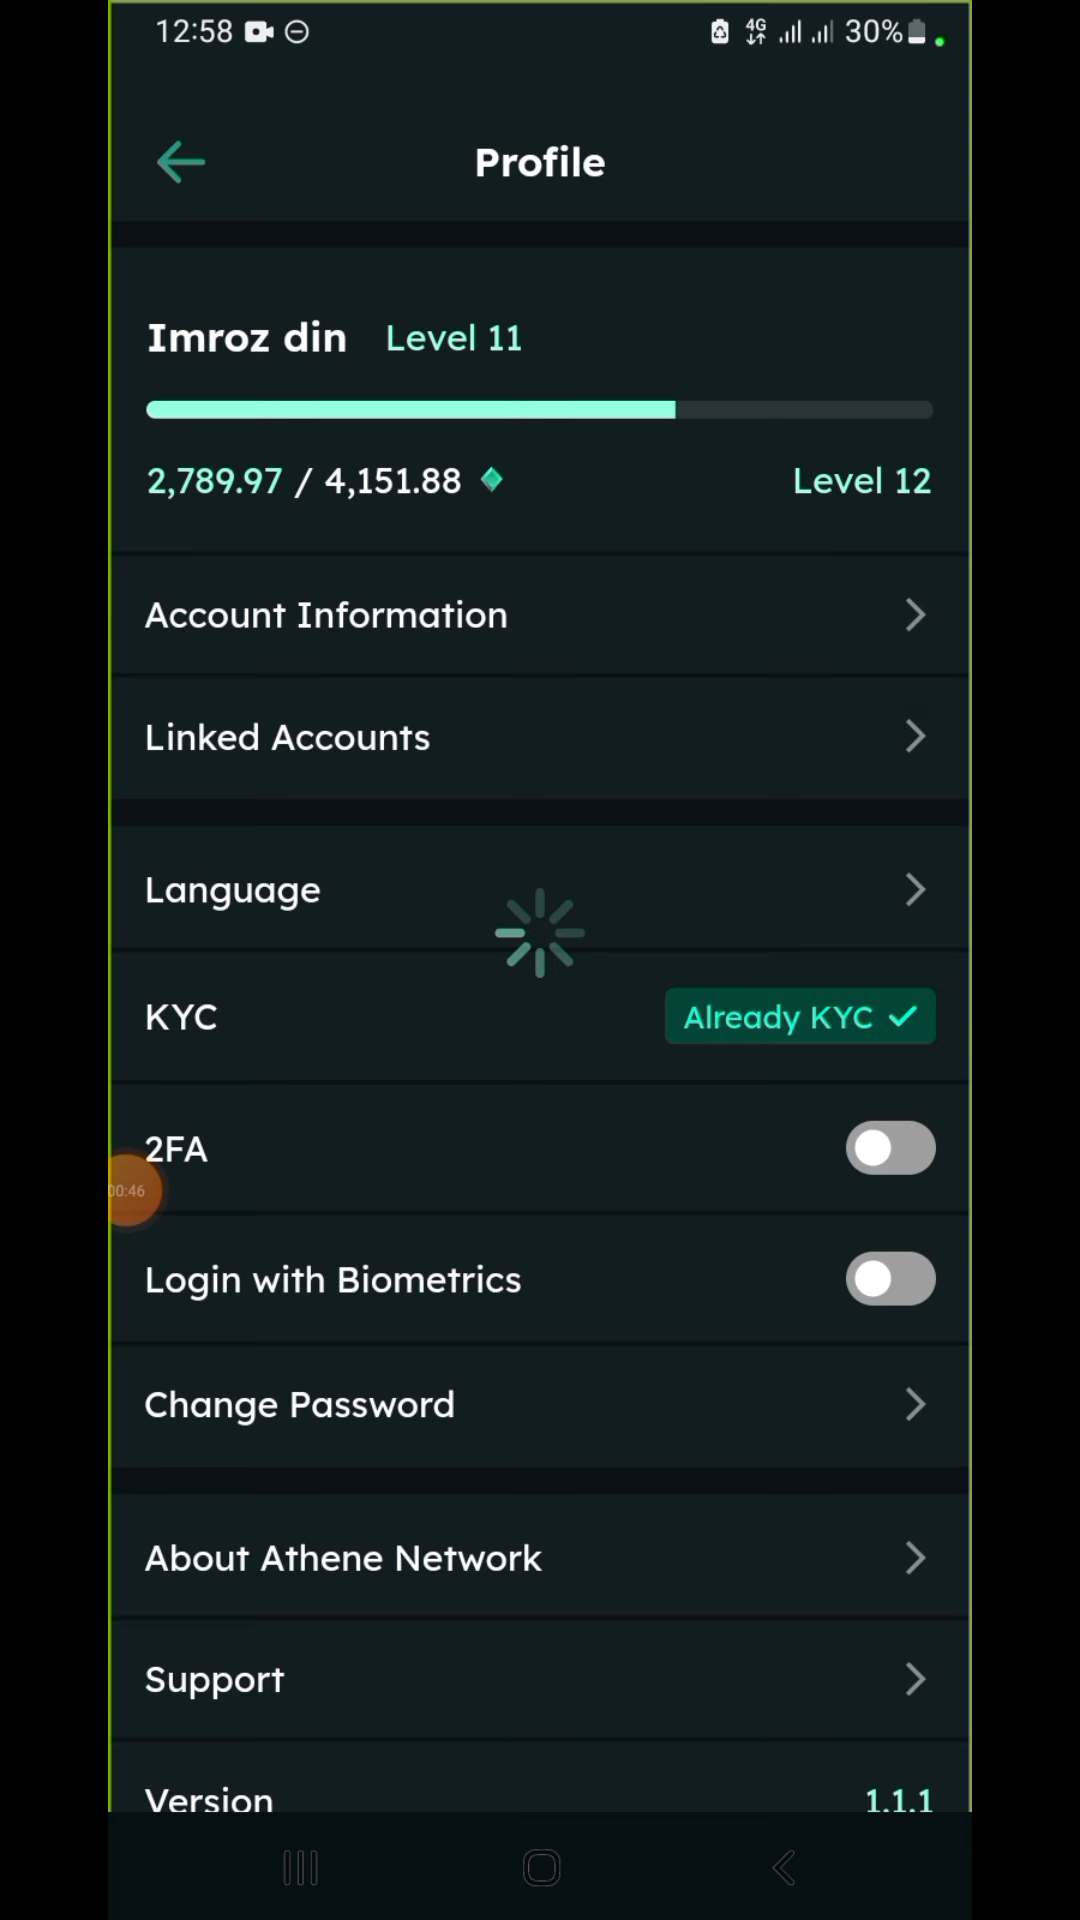 12:58 4G 30%
Profile
Imroz din Level 11
2,789.97 / 4,151.88 Level 12
Account Information
Linked Accounts
Language
KYC Already KYC
2FA
00:46
Login with Biometrics
Change Password
About Athene Network
Support
Version 1.1.1